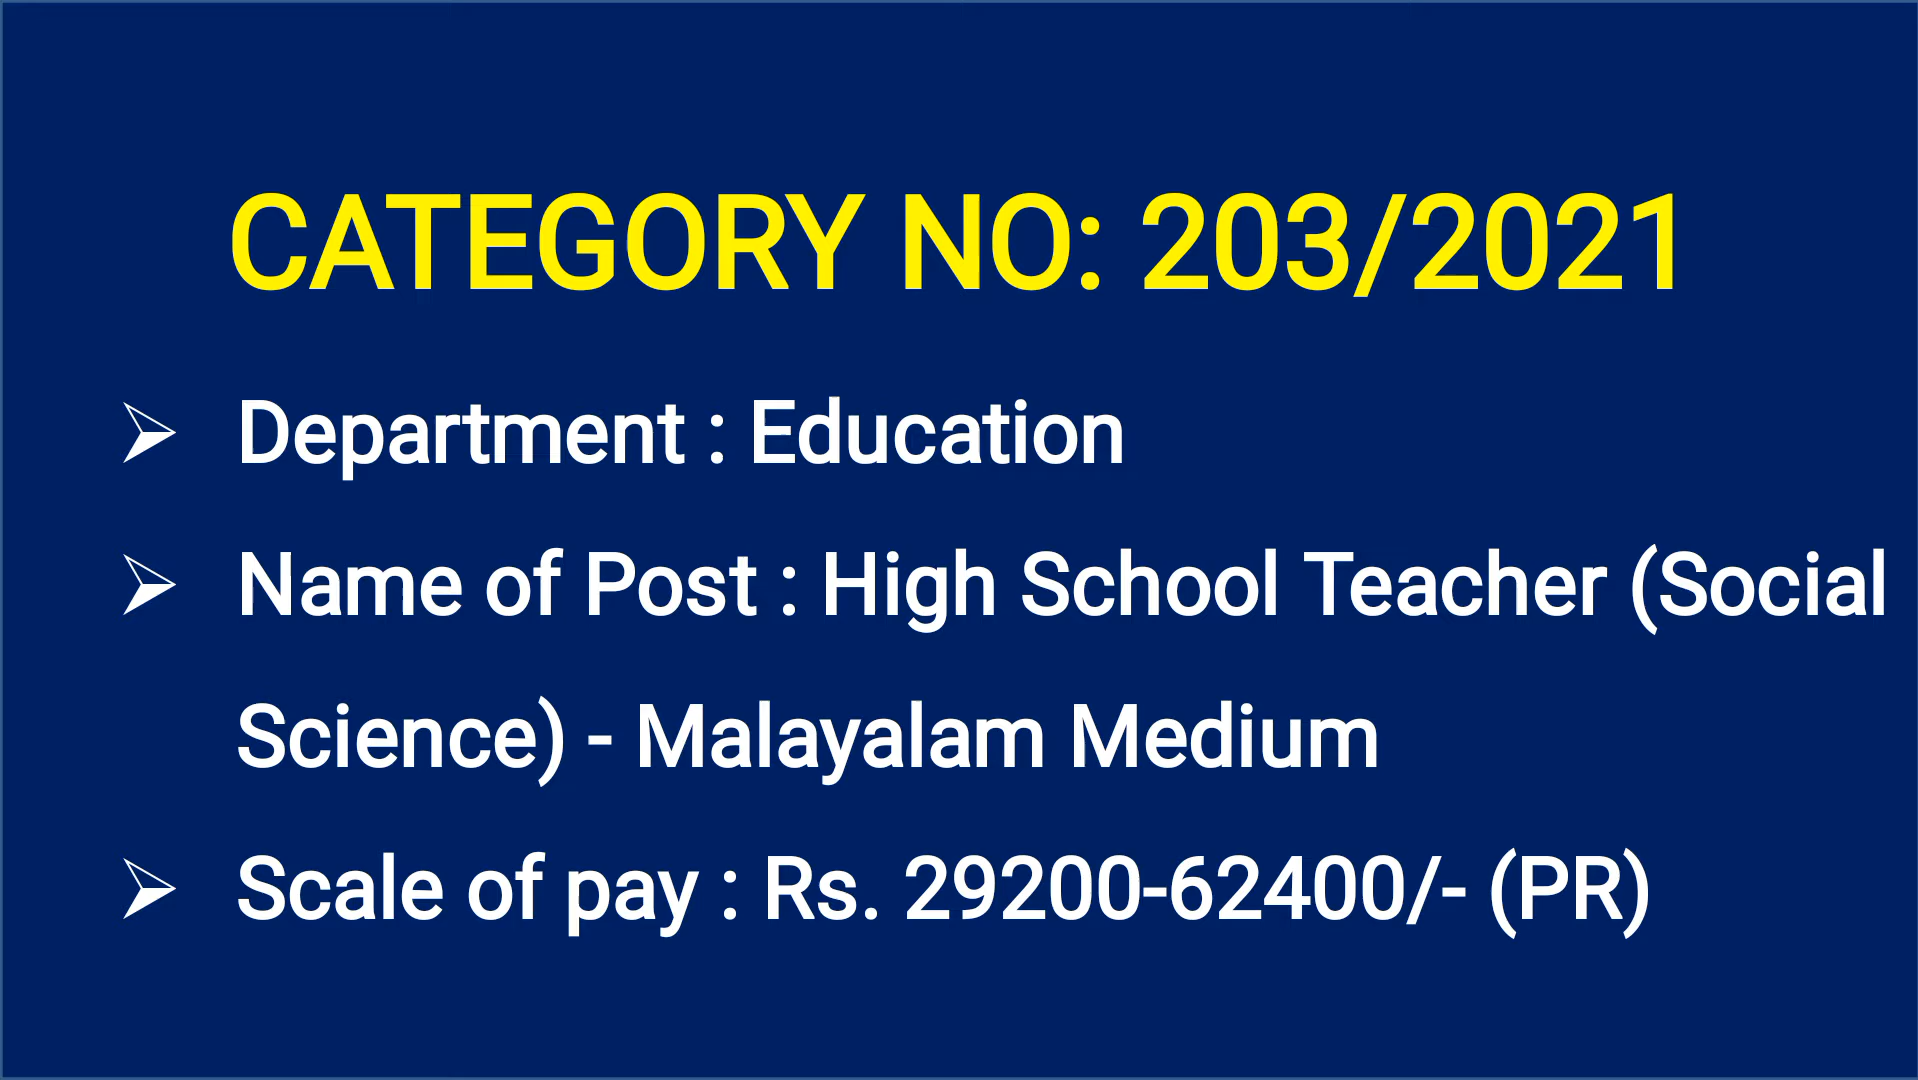 CATEGORY NO: 203/2021
➢ Department : Education
➢ Name of Post : High School Teacher (Social
Science) - Malayalam Medium
➢ Scale of pay : Rs. 29200-62400/- (PR)